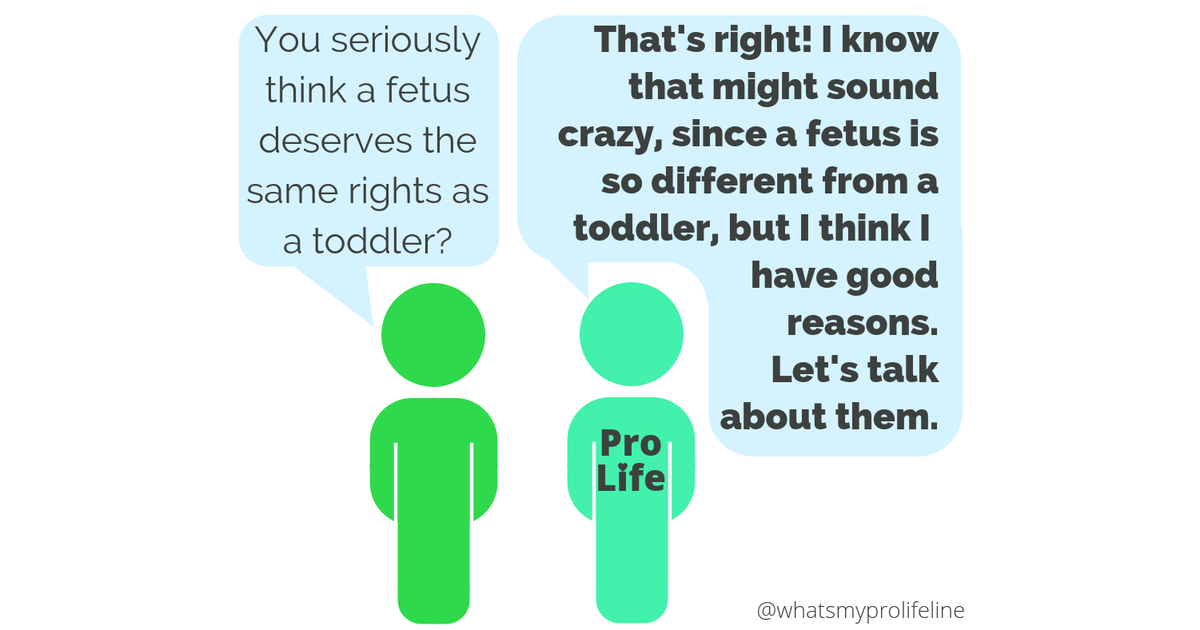 You seriously
think a fetus
deserves the
same rights as
a toddler?
That's right! I know
that might sound
crazy, since a fetus is
so different from a
toddler, but I think I
have good
reasons.
Let's talk
about them.
Pro
Life
@whatsmyprolifeline